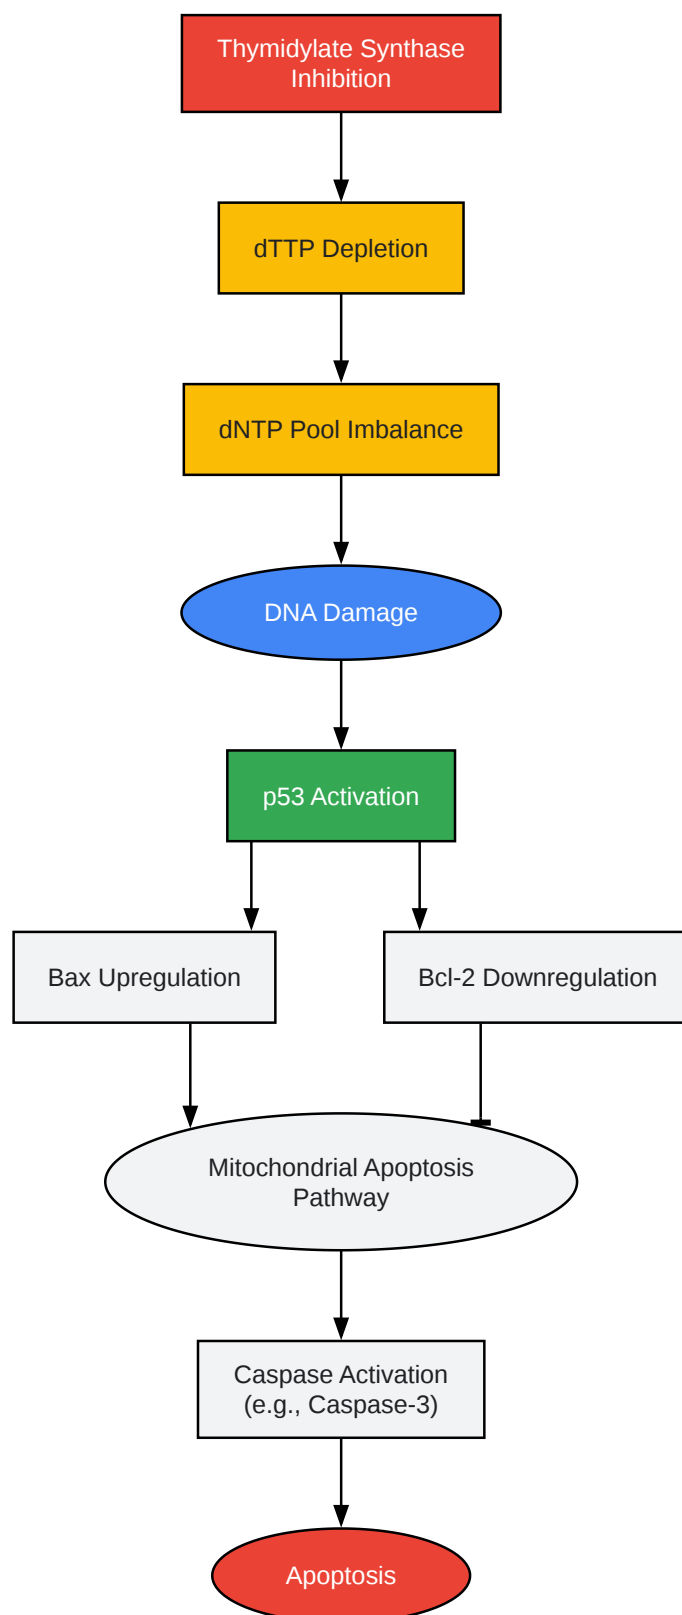 Thymidylate Synthase
Inhibition
dTTP Depletion
dNTP Pool Imbalance
DNA Damage
p53 Activation
Bax Upregulation
Bcl-2 Downregulation
Mitochondrial Apoptosis
Pathway
Caspase Activation
(e.g., Caspase-3)
Apoptosis